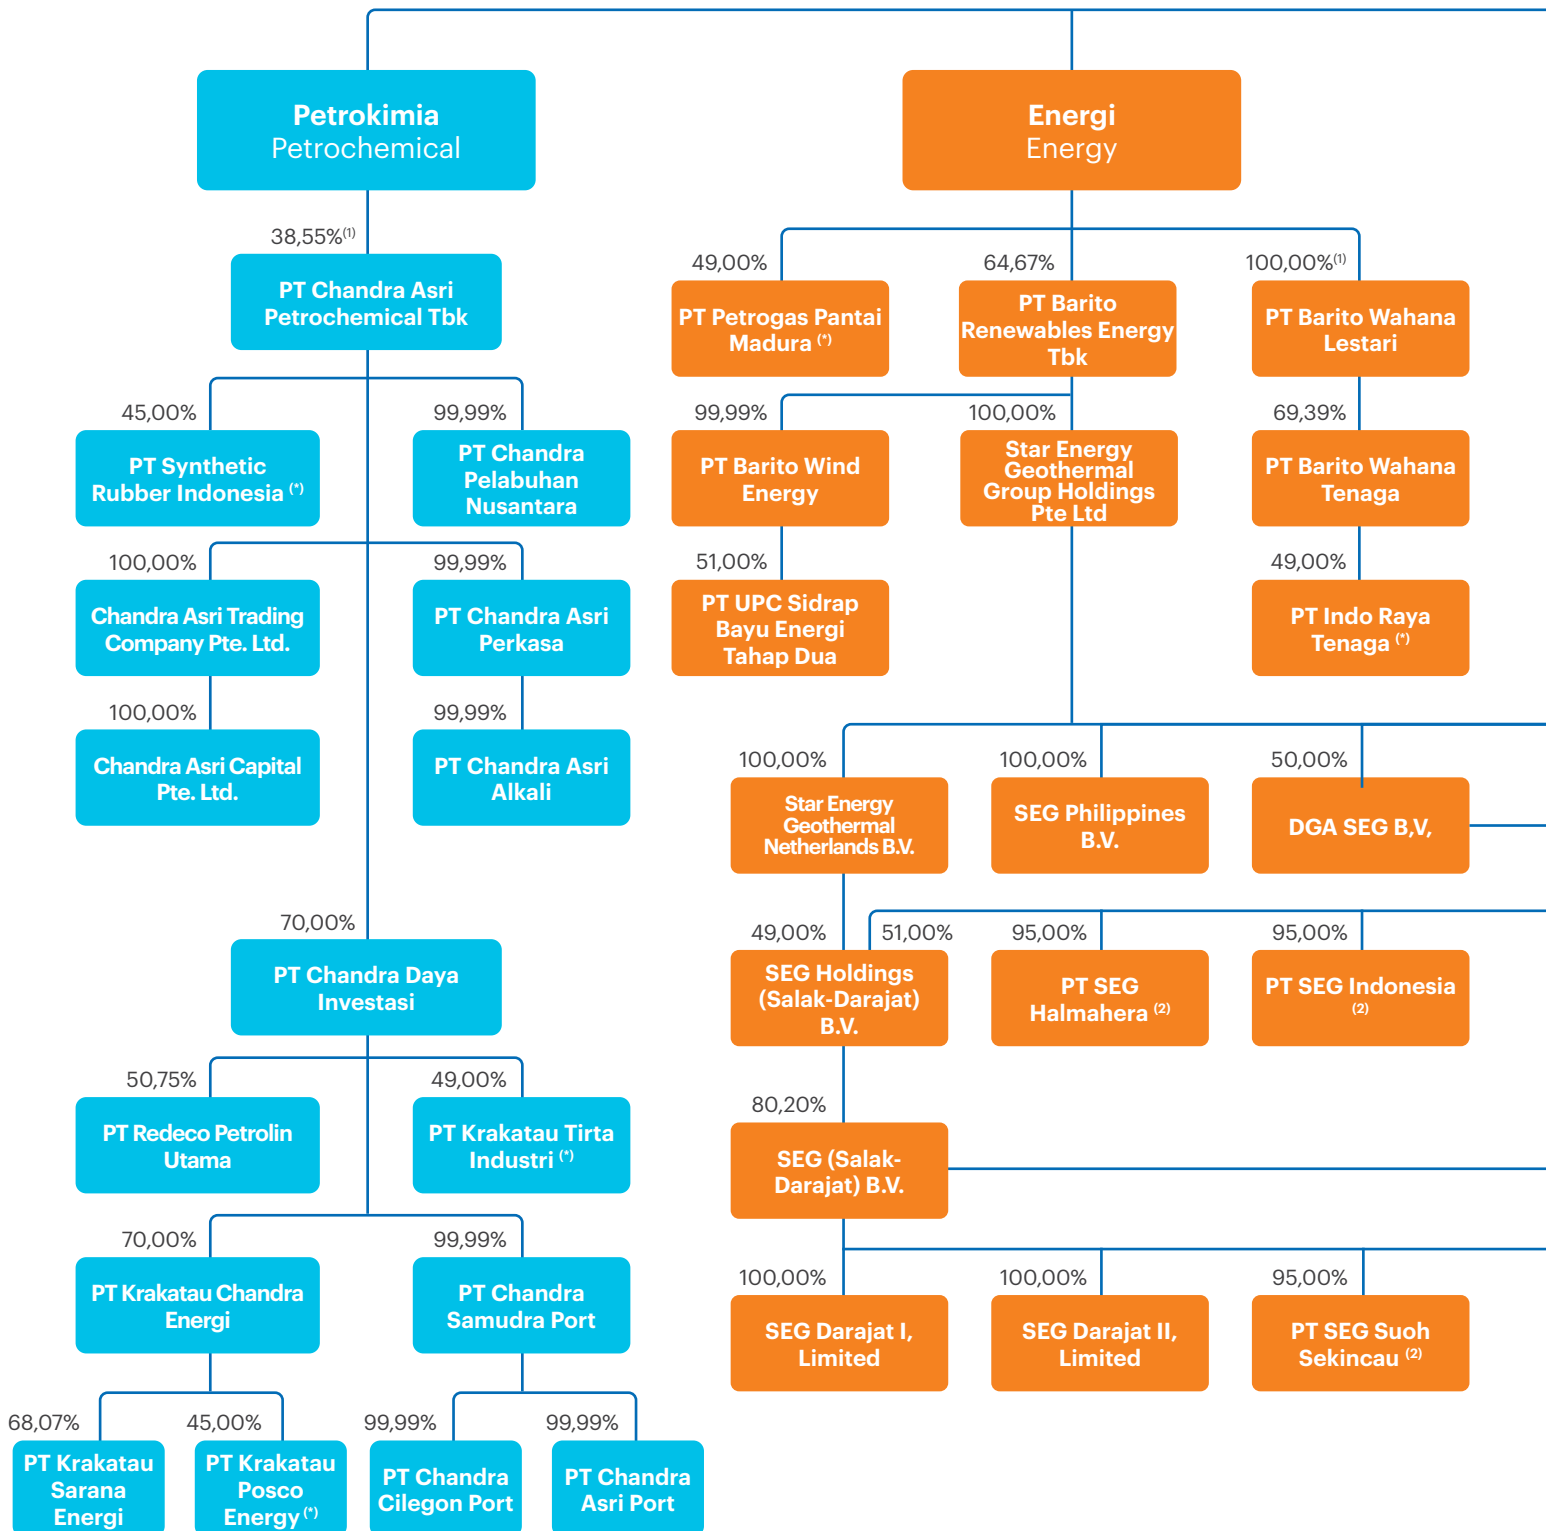 Petrokimia
Petrochemical
38,55%(1)
PT Chandra Asri
Petrochemical Tbk
45,00%
PT Synthetic
Rubber Indonesia (*)
99,99%
PT Chandra
Pelabuhan
Nusantara
100,00%
Chandra Asri Trading
Company Pte. Ltd.
99,99%
PT Chandra Asri
Perkasa
100,00%
Chandra Asri Capital
Pte. Ltd.
99,99%
PT Chandra Asri
Alkali
70,00%
PT Chandra Daya
Investasi
50,75%
PT Redeco Petrolin
Utama
49,00%
PT Krakatau Tirta
Industri (*)
70,00%
PT Krakatau Chandra
Energi
99,99%
PT Chandra
Samudra Port
68,07%
PT Krakatau
Sarana
Energi
45,00%
PT Krakatau
Posco
Energy (*)
99,99%
PT Chandra
Cilegon Port
99,99%
PT Chandra
Asri Port
Energi
Energy
49,00%
PT Petrogas Pantai
Madura (*)
64,67%
PT Barito
Renewables Energy
Tbk
100,00%(1)
PT Barito Wahana
Lestari
99,99%
PT Barito Wind
Energy
100,00%
Star Energy
Geothermal
Group Holdings
Pte Ltd
69,39%
PT Barito Wahana
Tenaga
51,00%
PT UPC Sidrap
Bayu Energi
Tahap Dua
49,00%
PT Indo Raya
Tenaga (*)
100,00%
Star Energy
Geothermal
Netherlands B.V.
100,00%
SEG Philippines
B.V.
50,00%
DGA SEG B,V,
49,00%
51,00%
SEG Holdings
(Salak-Darajat)
B.V.
95,00%
PT SEG
Halmahera (2)
95,00%
PT SEG Indonesia
(2)
80,20%
SEG (Salak-
Darajat) B.V.
100,00%
SEG Darajat I,
Limited
100,00%
SEG Darajat II,
Limited
95,00%
PT SEG Suoh
Sekincau (2)